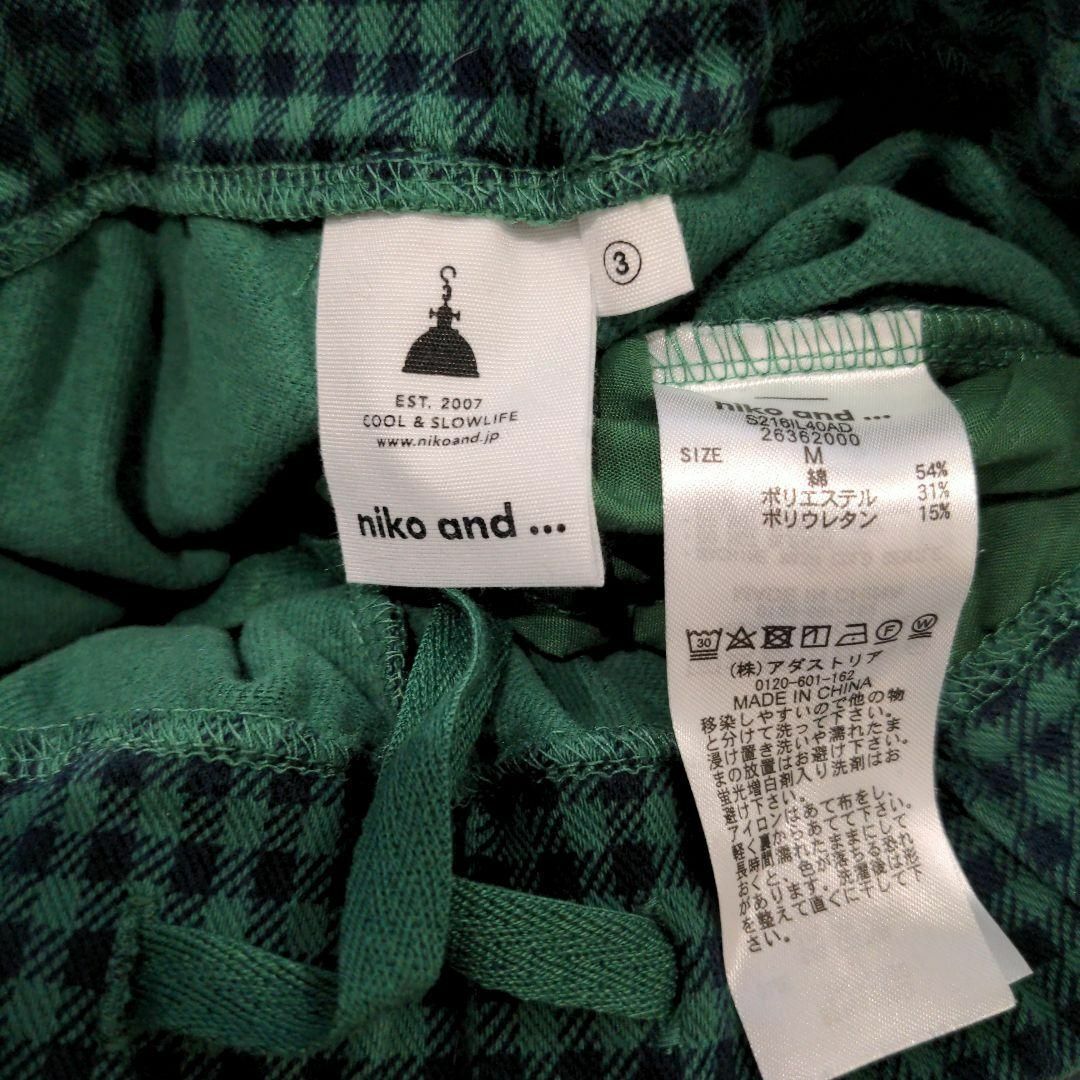 EST. 2007
COOL & SLOWLIFE
www.nikoand.jp
niko and ...
3
niko and ...
S216IL40AD
26362000
SIZE M
綿 54%
ポリエステル 31%
ポリウレタン 15%
30
W
(株)アダストリア
0120-601-162
MADE IN CHINA
移染しやすいので他の物
と分けて洗って下さい。
浸け置き洗いや濡れたま
まの放置はお避け下さい。
蛍光増白剤入り洗剤はお
避け下さい。
アイロンはあて布をし、
軽く裏からあてて下さい。
長時間濡れたままにして
おくと、色が落ちる恐れ
があります。洗濯後は形
を整えて直ぐに干して下
さい。